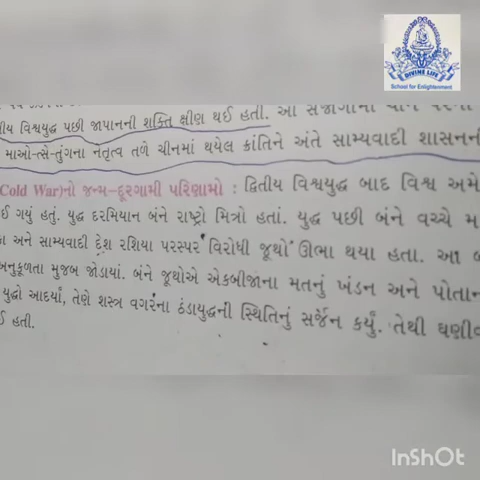 DIVINE LIFE
School for Enlightenment
વિશ્વયુદ્ધ પછી જાપાનની શક્તિ ક્ષીણ થઈ હતી. આ
માઓ-ત્સે-તુંગના નેતૃત્વ તળે ચીનમાં થયેલ ક્રાંતિને અંતે સામ્યવાદી શાસનની
Cold War)નો જન્મ-દૂરગામી પરિણામો : દ્વિતીય વિશ્વયુદ્ધ બાદ વિશ્વ અમે
ગયું હતું. યુદ્ધ દરમિયાન બંને રાષ્ટ્રો મિત્રો હતાં. યુદ્ધ પછી બંને વચ્ચે મ
અને સામ્યવાદી દેશ રશિયા પરસ્પર વિરોધી જૂથો ઊભા થયા હતા. આ બ
અનુકૂળતા મુજબ જોડાયાં. બંને જૂથોએ એકબીજાના મતનું ખંડન અને પોતાન
યુદ્ધો આદર્યાં, તેણે શસ્ત્ર વગરના ઠંડાયુદ્ધની સ્થિતિનું સર્જન કર્યું. તેથી ઘણીવ
હતી.
InShOt